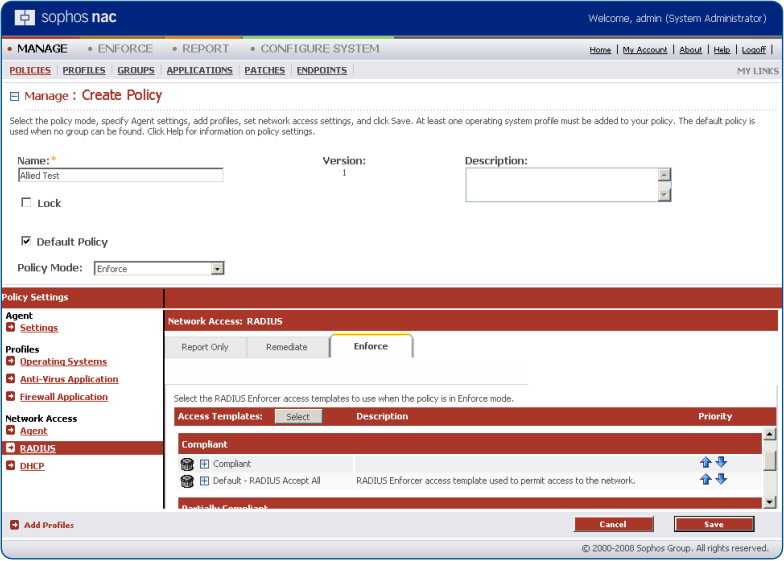 sophos nac
Welcome, admin (System Administrator)
• MANAGE • ENFORCE • REPORT • CONFIGURE SYSTEM
Home | My Account | About | Help | Logoff |
POLICIES | PROFILES | GROUPS | APPLICATIONS | PATCHES | ENDPOINTS |
MY LINKS
Manage : Create Policy
Select the policy mode, specify Agent settings, add profiles, set network access settings, and click Save. At least one operating system profile must be added to your policy. The default policy is
used when no group can be found. Click Help for information on policy settings.
Name:* Version: Description:
Allied Test 1
Lock
Default Policy
Policy Mode: Enforce
Policy Settings
Agent
Settings
Profiles
Operating Systems
Anti-Virus Application
Firewall Application
Network Access
Agent
RADIUS
DHCP
Network Access: RADIUS
Report Only Remediate Enforce
Select the RADIUS Enforcer access templates to use when the policy is in Enforce mode.
Access Templates: Select Description Priority
Compliant
Compliant
Default - RADIUS Accept All RADIUS Enforcer access template used to permit access to the network.
Partially Compliant
Add Profiles
Cancel Save
© 2000-2008 Sophos Group. All rights reserved.